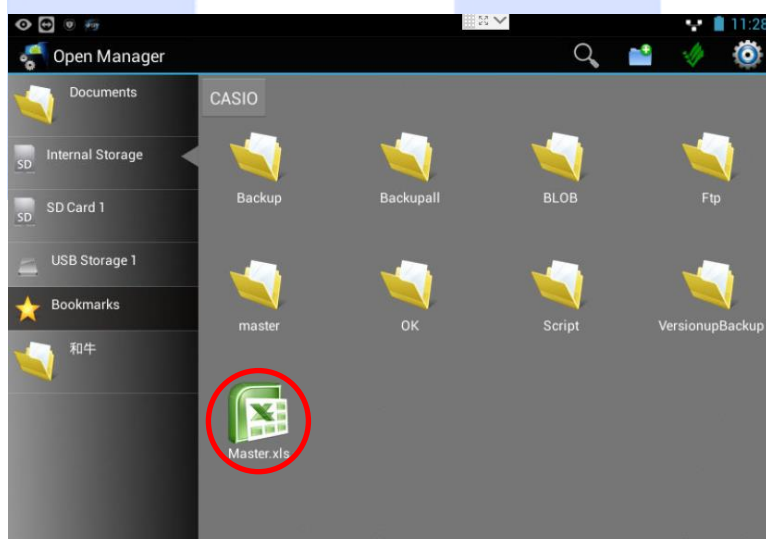 11:28
Open Manager
Documents
CASIO
Internal Storage
SD
SD Card 1
SD
USB Storage 1
Bookmarks
和牛
Backup
Backupall
BLOB
Ftp
master
OK
Script
VersionupBackup
Master.xls